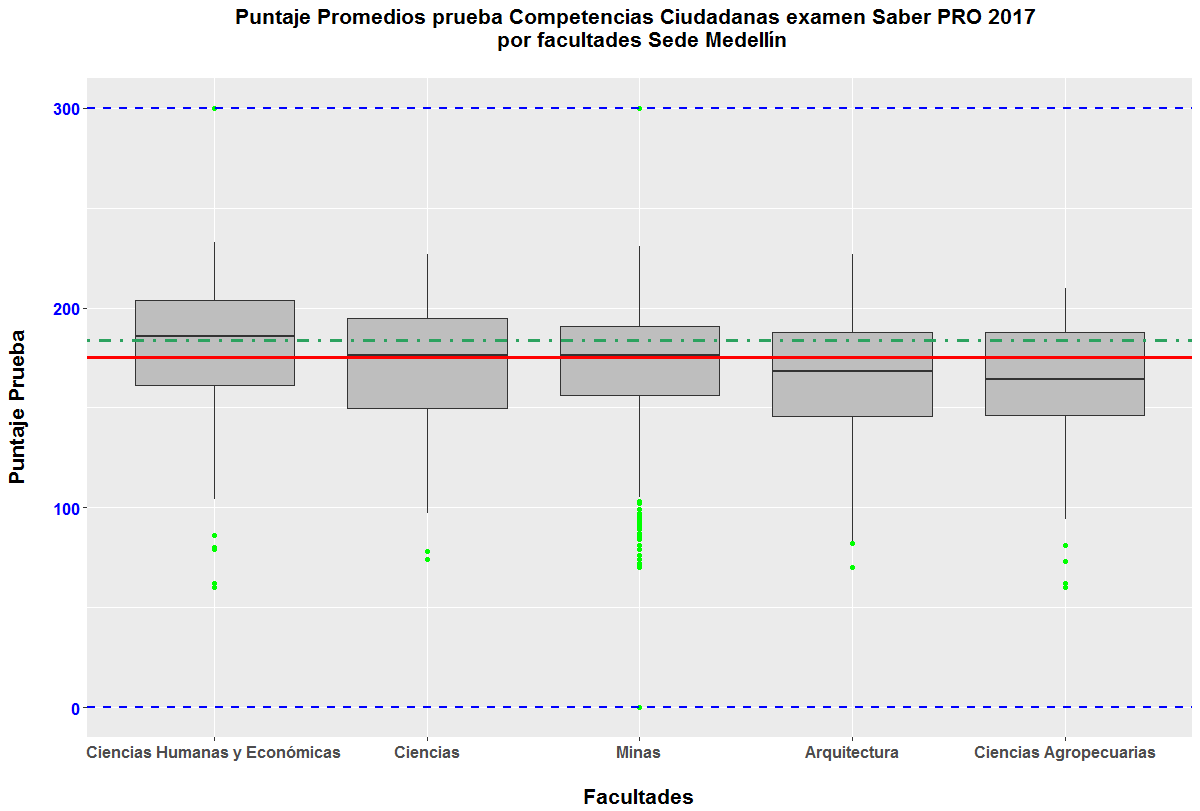 Puntaje Promedios prueba Competencias Ciudadanas examen Saber PRO 2017
por facultades Sede Medellín
Puntaje Prueba
300
200
100
0
Ciencias Humanas y Económicas
Ciencias
Minas
Arquitectura
Ciencias Agropecuarias
Facultades